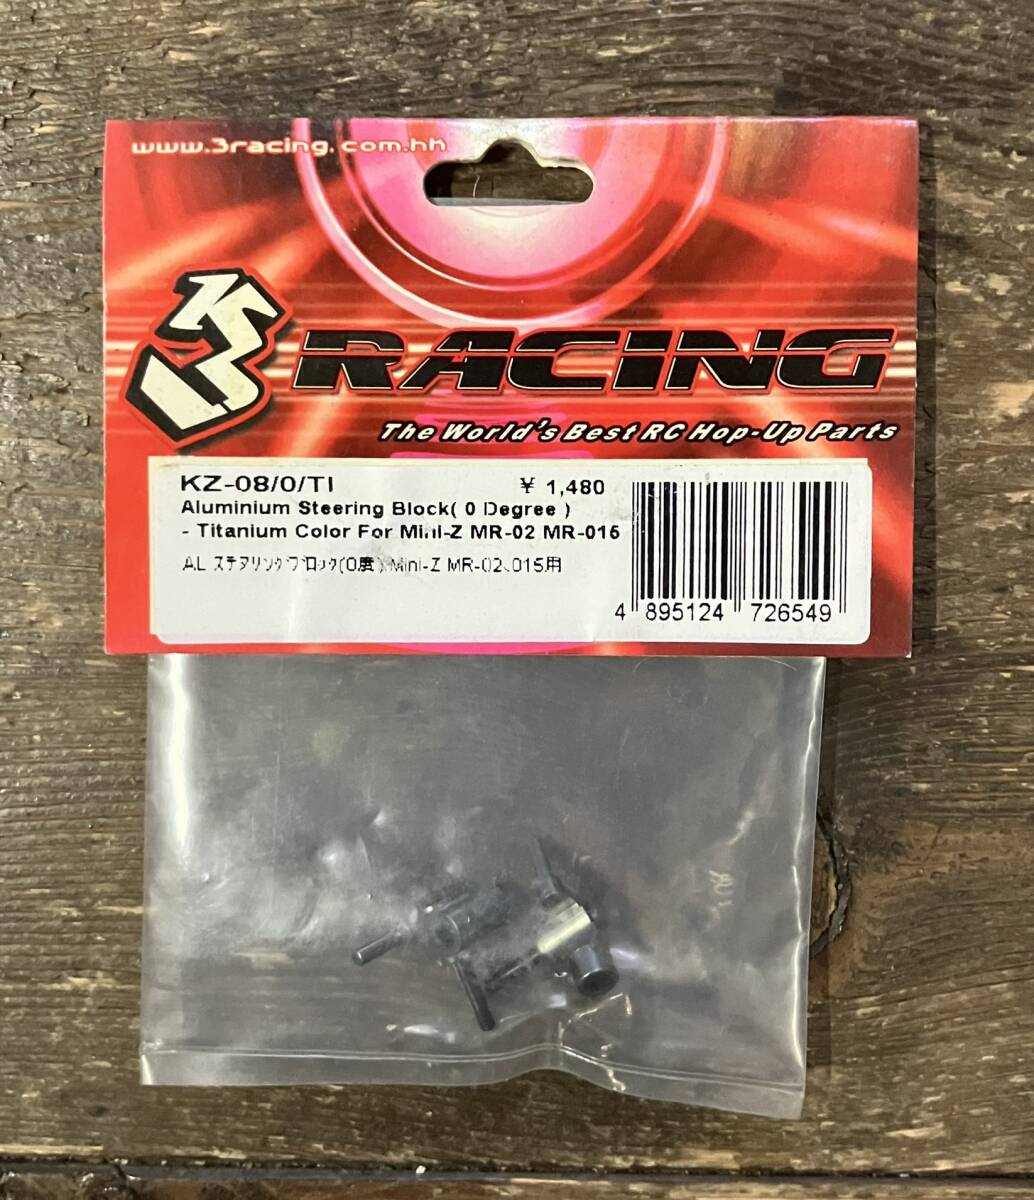 www.3racing.com.hk
3RACING
The World's Best RC Hop-Up Parts
KZ-08/0/TI ¥ 1,480
Aluminium Steering Block( 0 Degree )
- Titanium Color For Mini-Z MR-02 MR-015
AL ステアリングブロック(0度) Mini-Z MR-02、015用
4 895124 726549